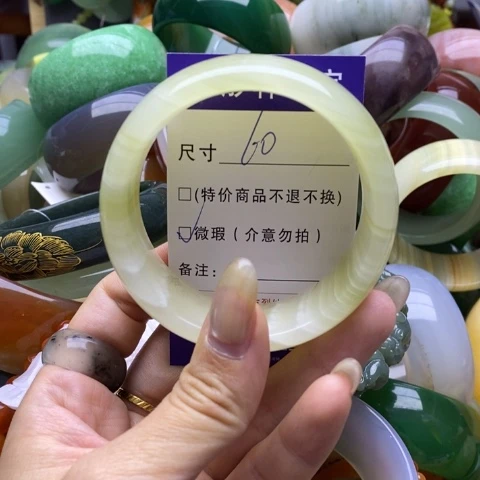 尺寸 60
□(特价商品不退不换)
☑微瑕(介意勿拍)
备注: